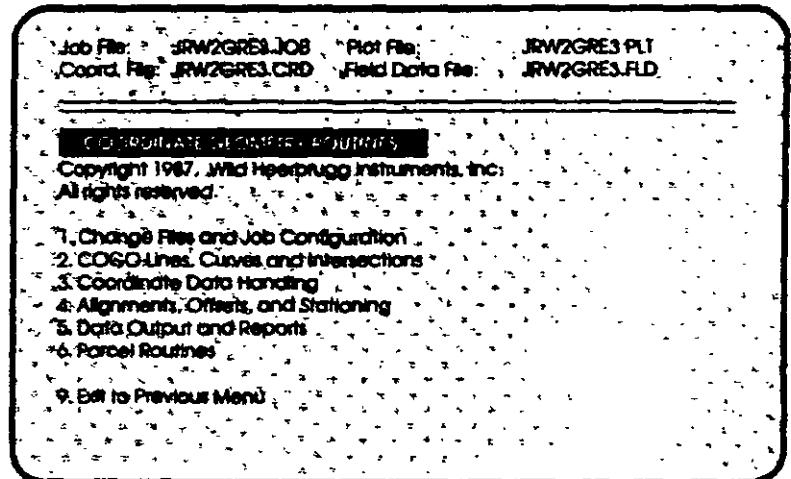 Job File: JRW2GRE3.JOB Plot File: JRW2GRE3.PLT
Coord. File: JRW2GRE3.CRD Field Data File: JRW2GRE3.FLD
COORDINATE GEOMETRY ROUTINES
Copyright 1987, Wild Heerbrugg Instruments, Inc.
All rights reserved.
1. Change Files and Job Configuration
2. COGO-Lines, Curves and Intersections
3. Coordinate Data Handling
4. Alignments, Offsets, and Stationing
5. Data Output and Reports
6. Parcel Routines
9. Exit to Previous Menu